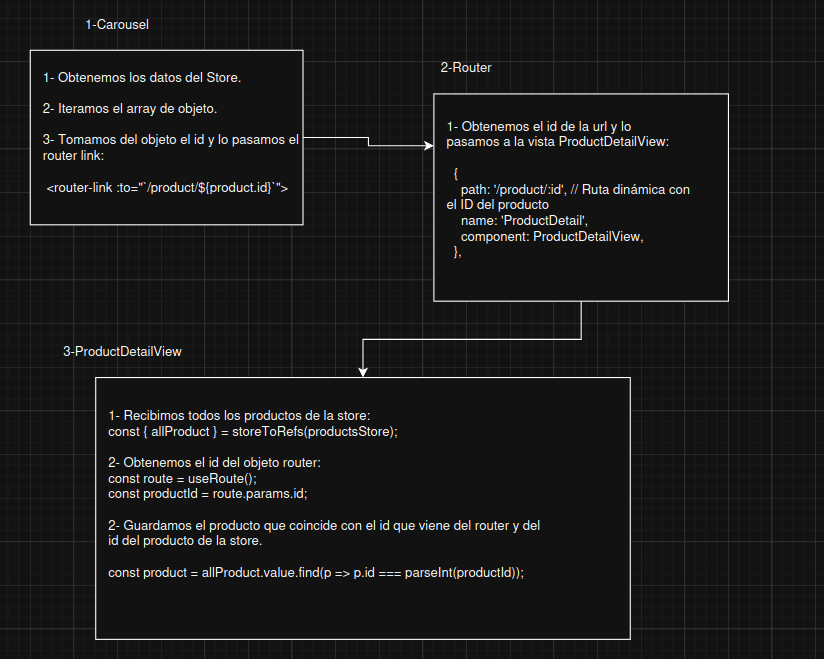 1-Carousel
1- Obtenemos los datos del Store.
2- Iteramos el array de objeto.
3- Tomamos del objeto el id y lo pasamos el
router link:
<router-link :to="`/product/${product.id}`">
2-Router
1- Obtenemos el id de la url y lo
pasamos a la vista ProductDetailView:
{
path: '/product/:id', // Ruta dinámica con
el ID del producto
name: 'ProductDetail',
component: ProductDetailView,
},
3-ProductDetailView
1- Recibimos todos los productos de la store:
const { allProduct } = storeToRefs(productsStore);
2- Obtenemos el id del objeto router:
const route = useRoute();
const productId = route.params.id;
2- Guardamos el producto que coincide con el id que viene del router y del
id del producto de la store.
const product = allProduct.value.find(p => p.id === parseInt(productId));